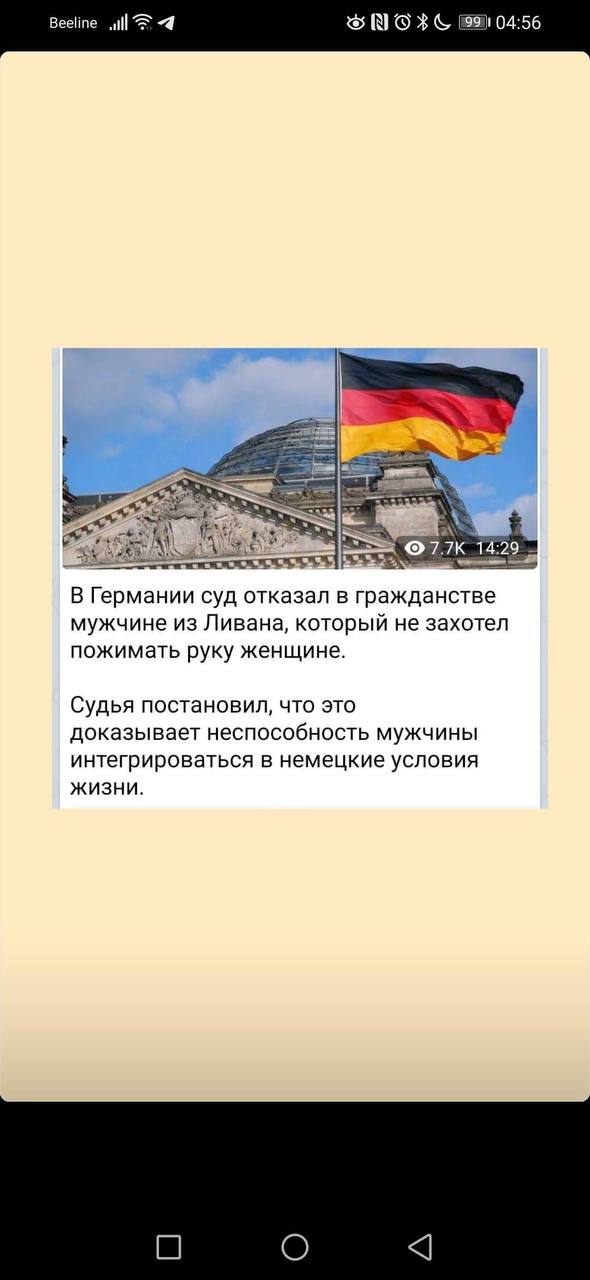 Beeline 99 04:56
7.7K 14:29
В Германии суд отказал в гражданстве
мужчине из Ливана, который не захотел
пожимать руку женщине.
Судья постановил, что это
доказывает неспособность мужчины
интегрироваться в немецкие условия
жизни.